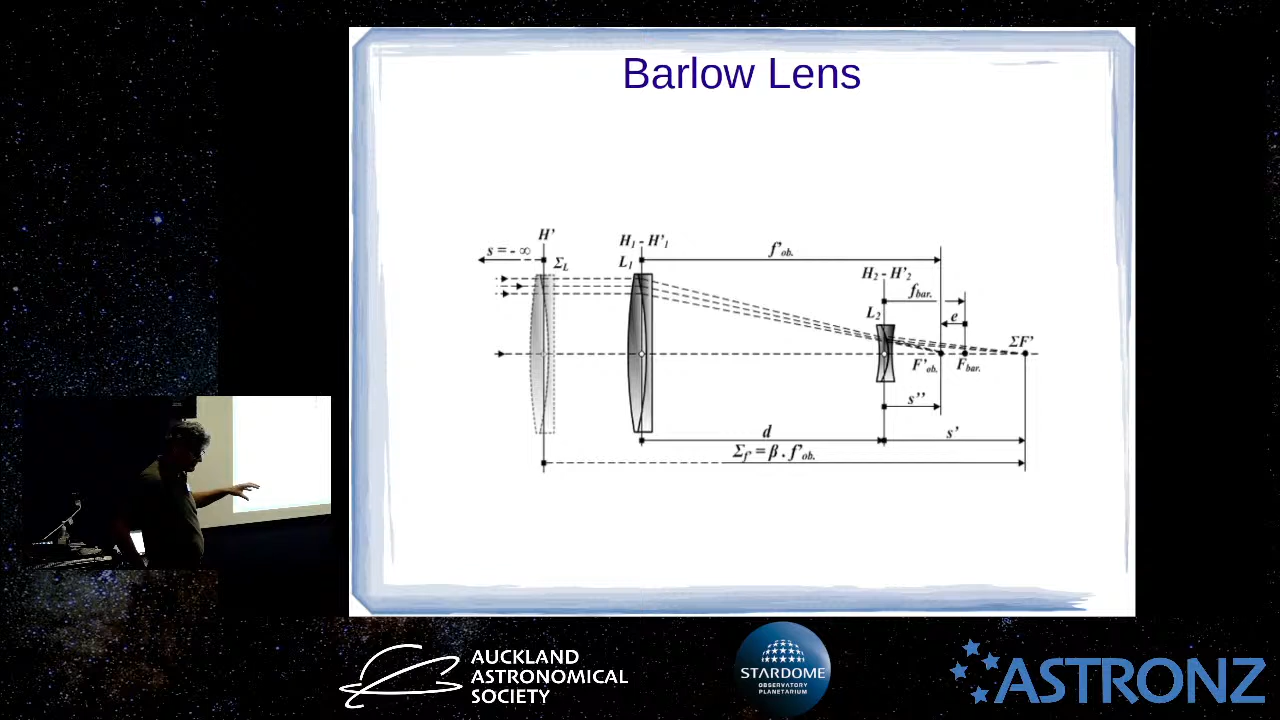 Barlow Lens
H'
s = - ∞
ΣL
H1 - H'1
L1
f'ob.
H2 - H'2
fbar.
L2
e
ΣF'
F'ob.
Fbar.
s''
d
s'
Σf' = β . f'ob.
AUCKLAND
ASTRONOMICAL
SOCIETY
STARDOME
OBSERVATORY
PLANETARIUM
ASTRONZ